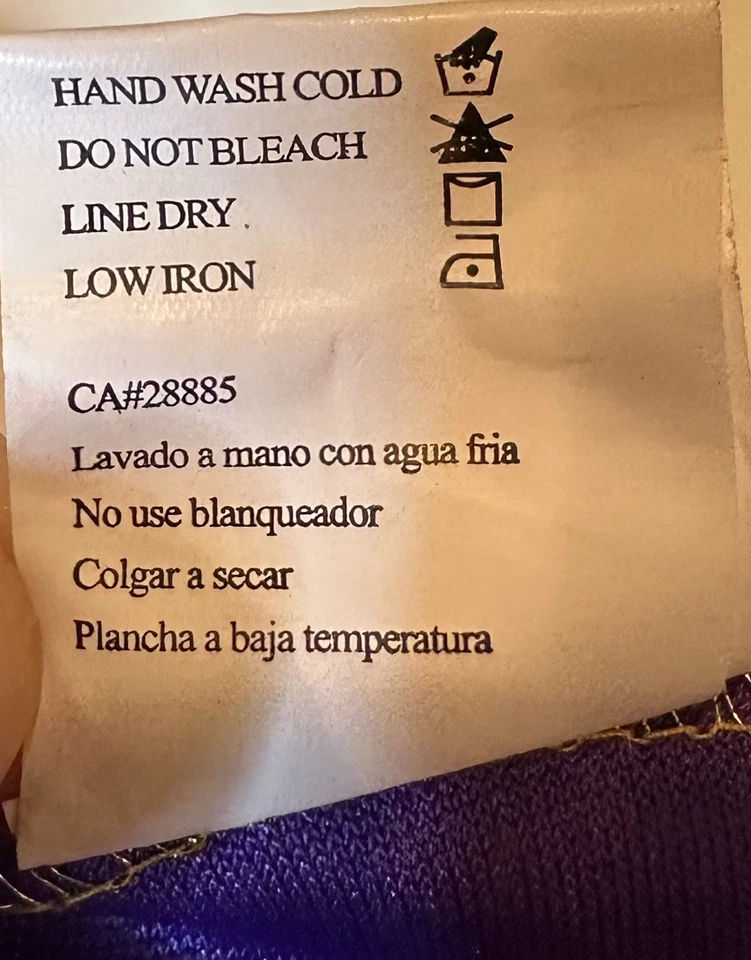 HAND WASH COLD
DO NOT BLEACH
LINE DRY
LOW IRON
CA#28885
Lavado a mano con agua fria
No use blanqueador
Colgar a secar
Plancha a baja temperatura